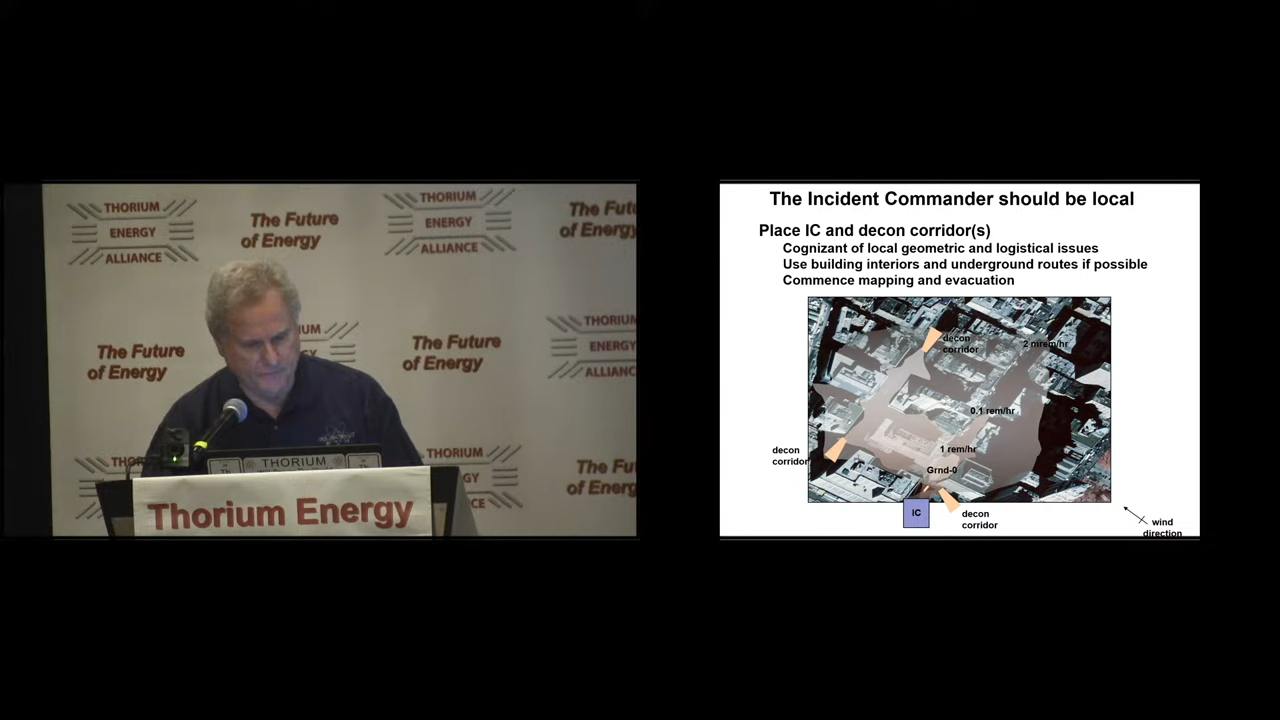 THORIUM
ENERGY
ALLIANCE
The Future
of Energy
THORIUM
ENERGY
ALLIANCE
The
of Energy
The Future
of Energy
The Future
of Energy
THORIUM
ENERGY
ALLIANCE
The
of
THORIUM
Thorium Energy
The Incident Commander should be local
Place IC and decon corridor(s)
Cognizant of local geometric and logistical issues
Use building interiors and underground routes if possible
Commence mapping and evacuation
decon
corridor
2 mrem/hr
0.1 rem/hr
1 rem/hr
Grnd-0
decon
corridor
IC
decon
corridor
wind
direction